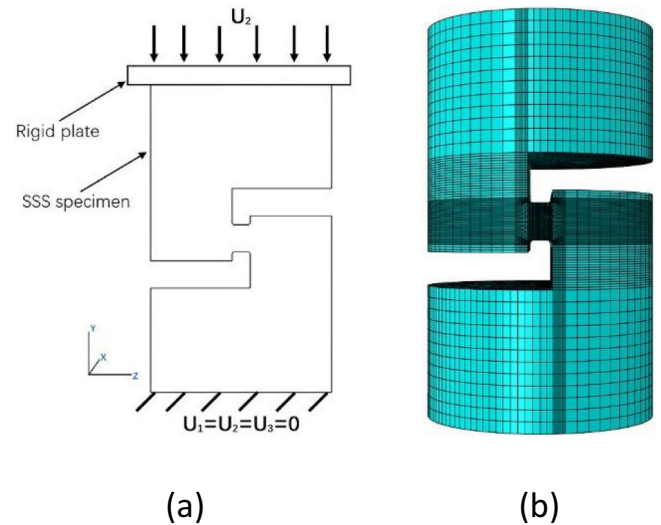 U₂
Rigid plate
SSS specimen
Y
X
Z
U₁=U₂=U₃=0
(a)
(b)